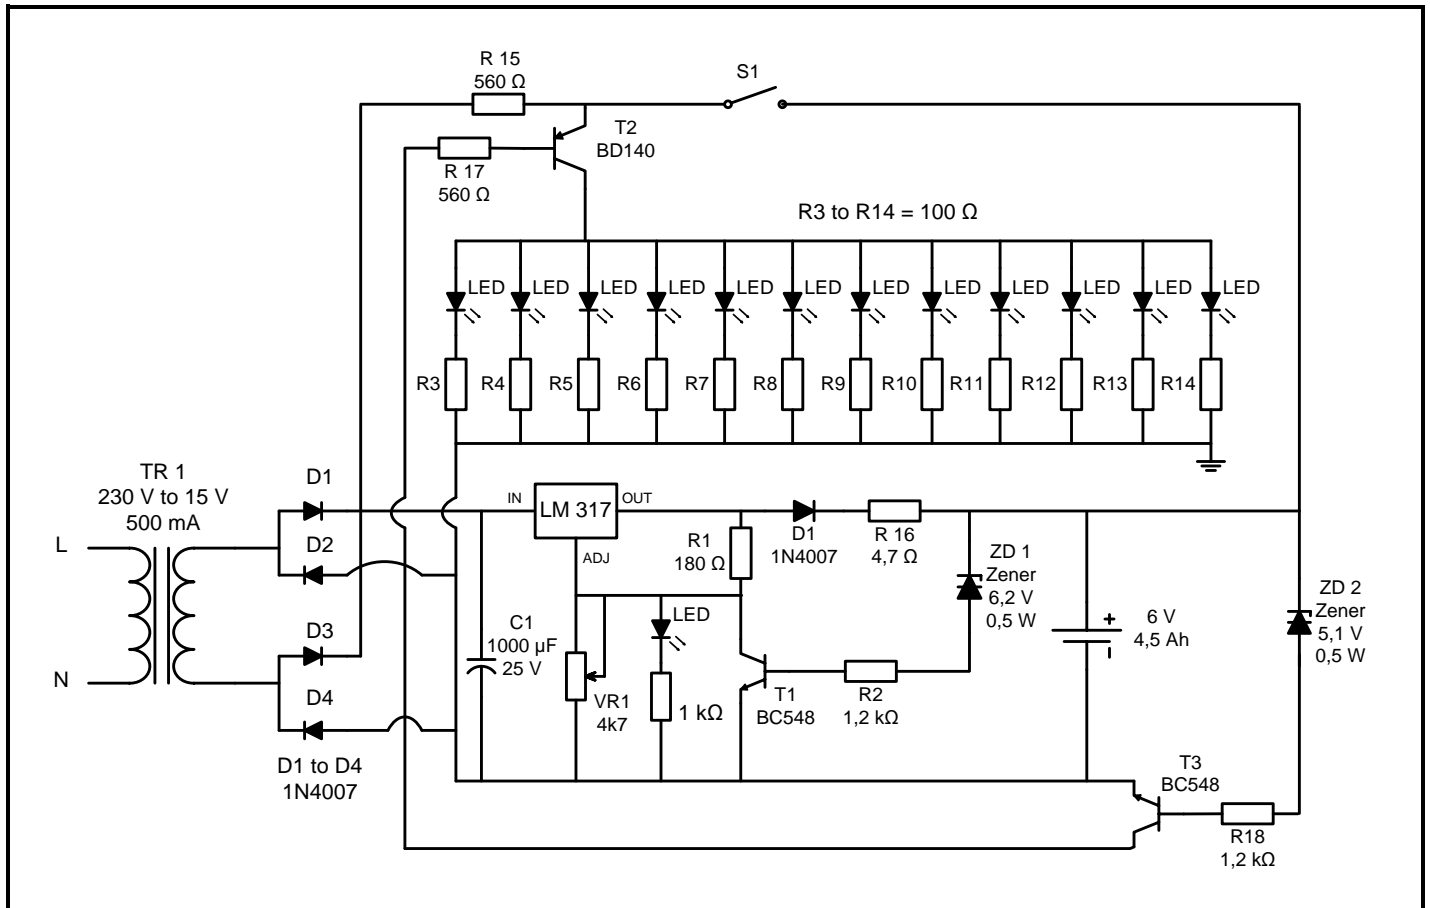 R 15
560 Ω
S1
T2
BD140
R 17
560 Ω
R3 to R14 = 100 Ω
LED
LED
LED
LED
LED
LED
LED
LED
LED
LED
LED
LED
R3
R4
R5
R6
R7
R8
R9
R10
R11
R12
R13
R14
TR 1
230 V to 15 V
500 mA
L
N
D1
D2
D3
D4
D1 to D4
1N4007
IN
LM 317
OUT
ADJ
R1
180 Ω
D1
1N4007
R 16
4,7 Ω
ZD 1
Zener
6,2 V
0,5 W
C1
1000 µF
25 V
LED
VR1
4k7
1 kΩ
T1
BC548
R2
1,2 kΩ
+
6 V
4,5 Ah
ZD 2
Zener
5,1 V
0,5 W
T3
BC548
R18
1,2 kΩ